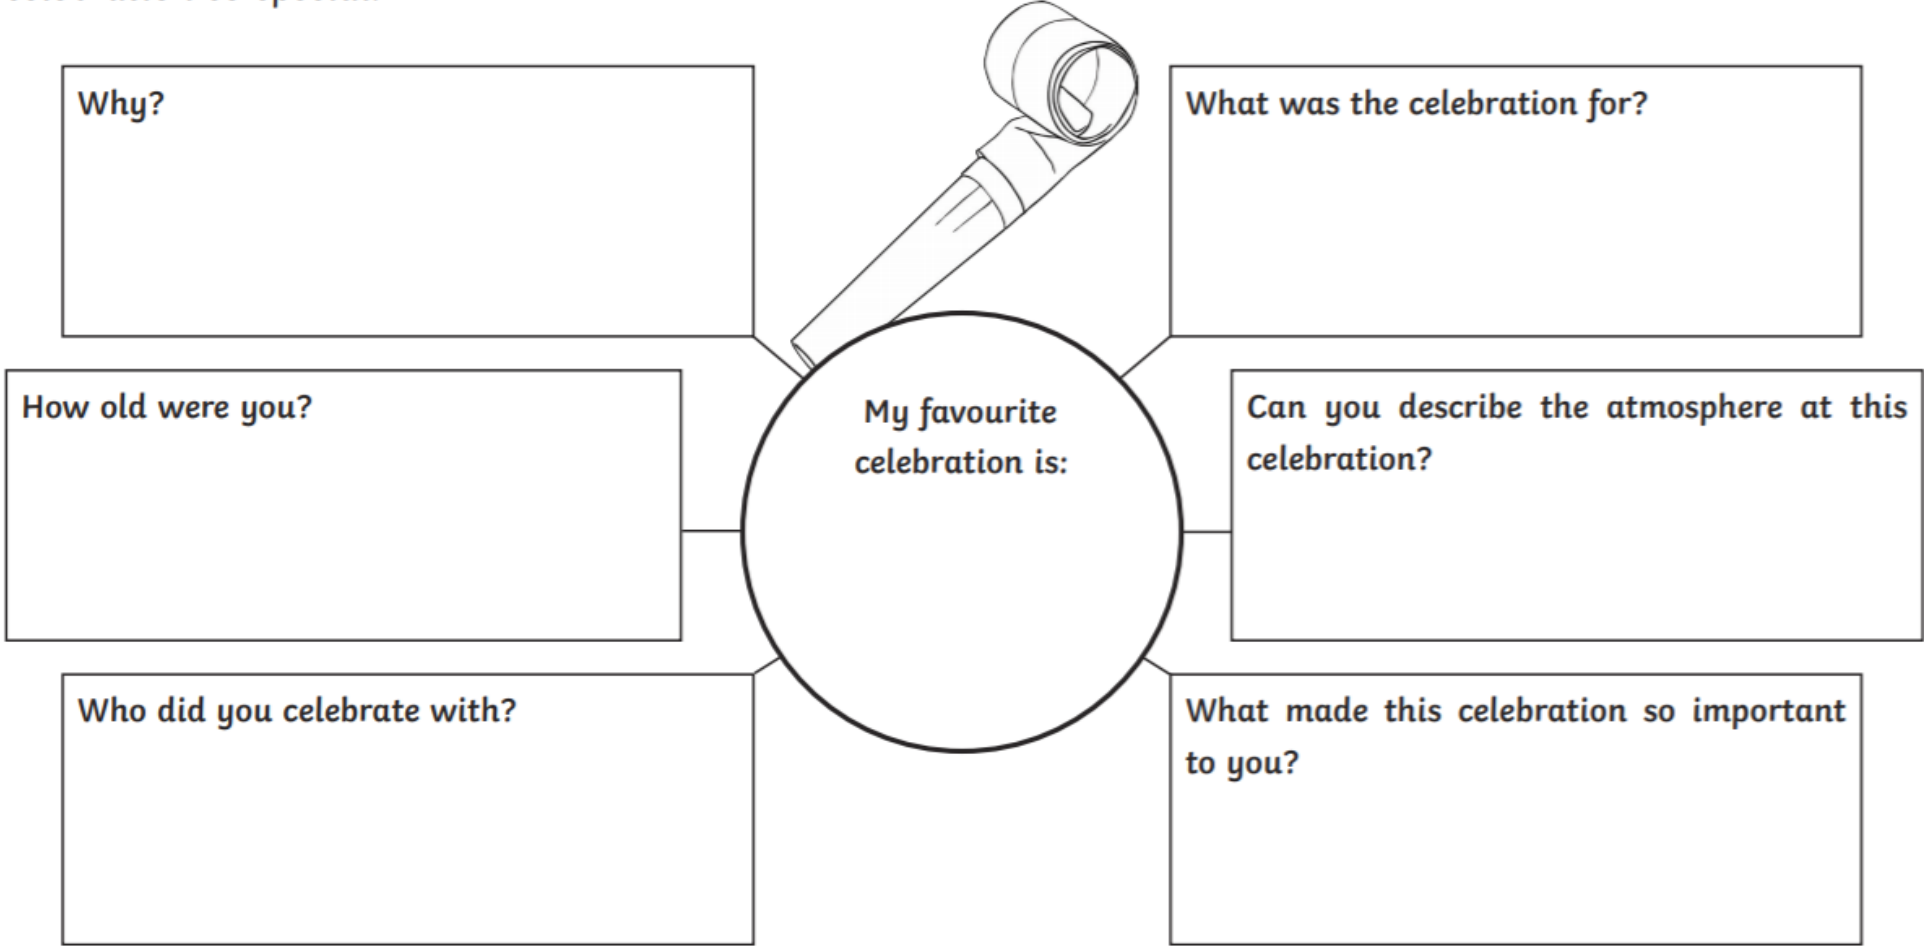 Why?
What was the celebration for?
How old were you?
My favourite
celebration is:
Can you describe the atmosphere at this
celebration?
Who did you celebrate with?
What made this celebration so important
to you?